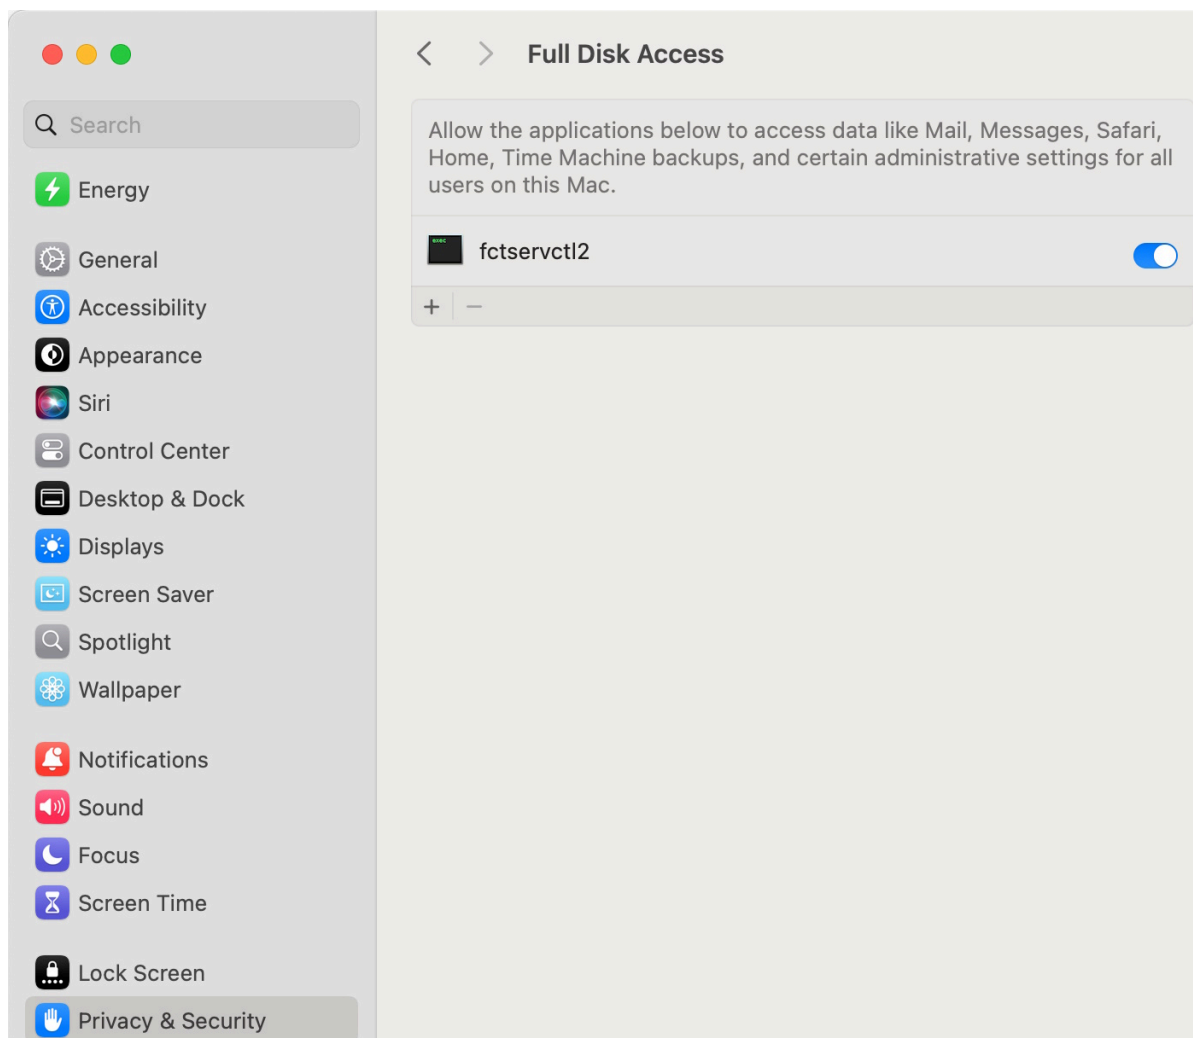 Search
Energy
General
Accessibility
Appearance
Siri
Control Center
Desktop & Dock
Displays
Screen Saver
Spotlight
Wallpaper
Notifications
Sound
Focus
Screen Time
Lock Screen
Privacy & Security
Full Disk Access
Allow the applications below to access data like Mail, Messages, Safari,
Home, Time Machine backups, and certain administrative settings for all
users on this Mac.
exec
fctservctl2